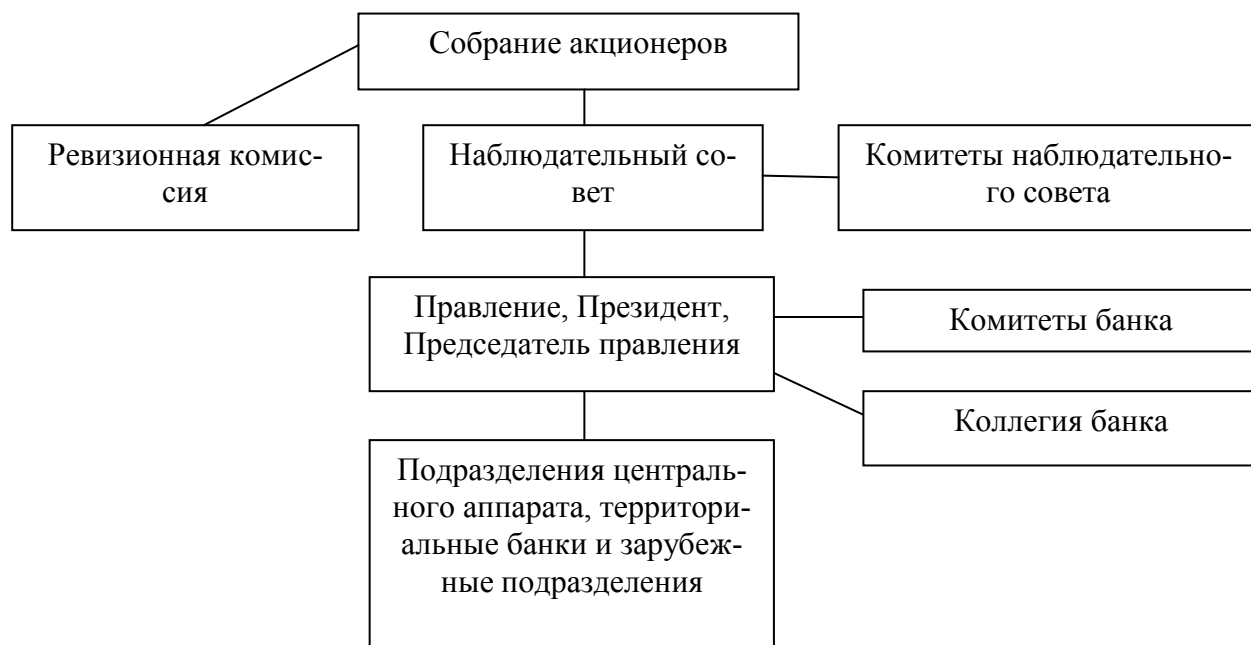 Собрание акционеров
Ревизионная комис-
сия
Наблюдательный со-
вет
Комитеты наблюдательно-
го совета
Правление, Президент,
Председатель правления
Комитеты банка
Коллегия банка
Подразделения централь-
ного аппарата, территори-
альные банки и зарубеж-
ные подразделения